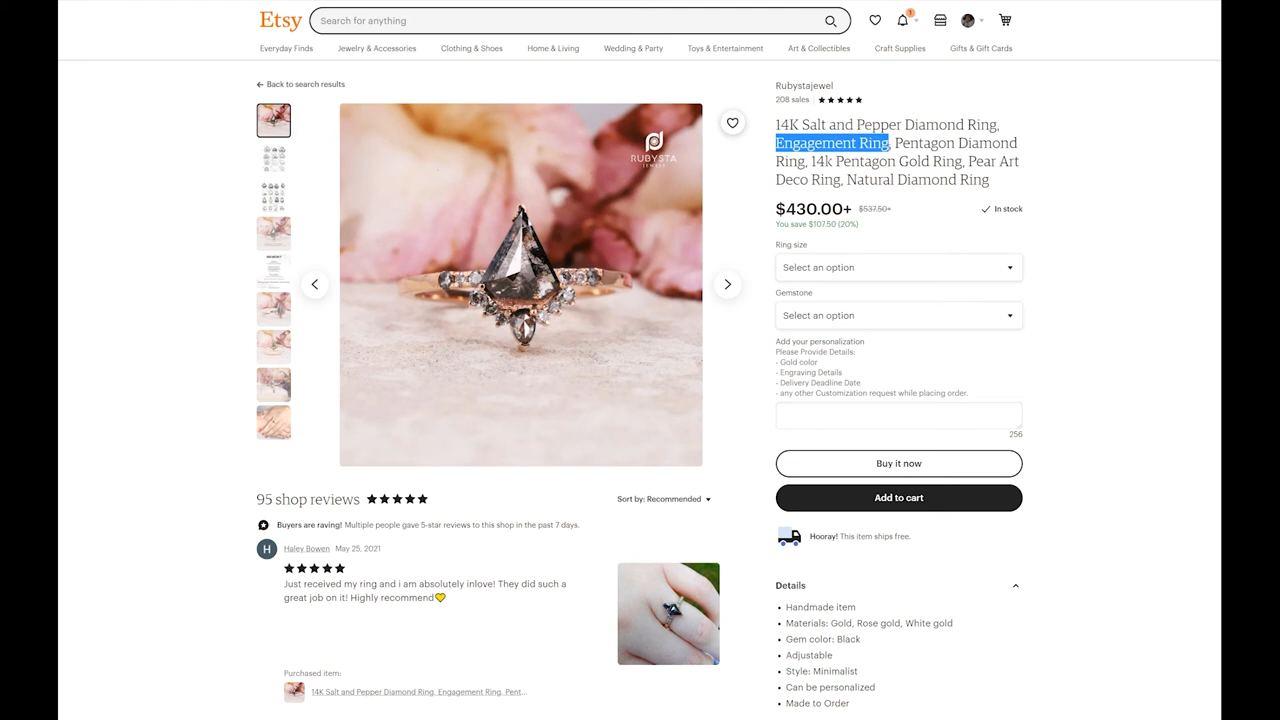 Etsy
Search for anything
1
Everyday Finds
Jewelry & Accessories
Clothing & Shoes
Home & Living
Wedding & Party
Toys & Entertainment
Art & Collectibles
Craft Supplies
Gifts & Gift Cards
Back to search results
RUBYSTA
JEWELS
Rubystajewel
208 sales
14K Salt and Pepper Diamond Ring,
Engagement Ring, Pentagon Diamond
Ring, 14k Pentagon Gold Ring, Pear Art
Deco Ring, Natural Diamond Ring
$430.00+ $537.50+ In stock
You save $107.50 (20%)
Ring size
Select an option
Gemstone
Select an option
Add your personalization
Please Provide Details:
- Gold color
- Engraving Details
- Delivery Deadline Date
- any other Customization request while placing order.
256
Buy it now
Add to cart
Hooray! This item ships free.
Details
• Handmade item
• Materials: Gold, Rose gold, White gold
• Gem color: Black
• Adjustable
• Style: Minimalist
• Can be personalized
• Made to Order
95 shop reviews
Sort by: Recommended
Buyers are raving! Multiple people gave 5-star reviews to this shop in the past 7 days.
H
Haley Bowen May 25, 2021
Just received my ring and i am absolutely inlove! They did such a
great job on it! Highly recommend💛
Purchased item:
14K Salt and Pepper Diamond Ring, Engagement Ring, Pent...